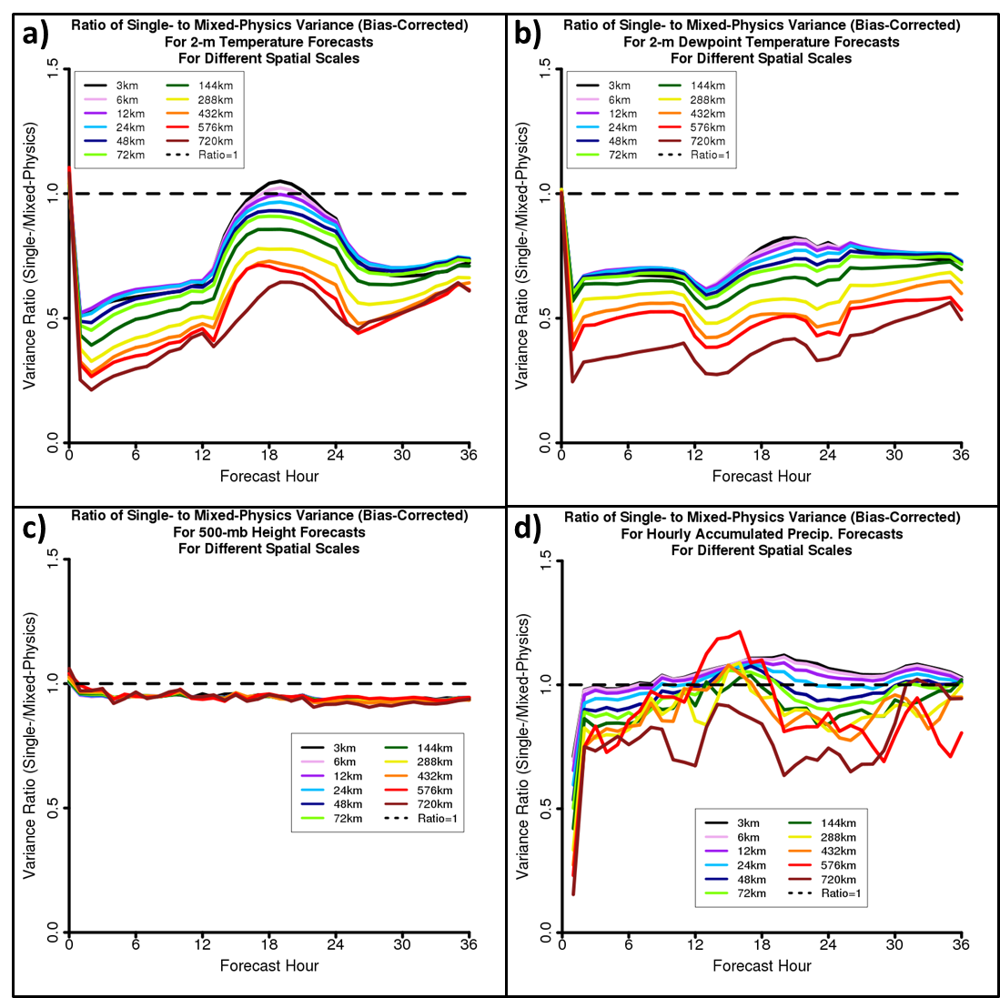 a)
Ratio of Single- to Mixed-Physics Variance (Bias-Corrected)
For 2-m Temperature Forecasts
For Different Spatial Scales
Variance Ratio (Single-/Mixed-Physics)
1.5
1.0
0.5
0.0
3km 144km
6km 288km
12km 432km
24km 576km
48km 720km
72km Ratio=1
0 6 12 18 24 30 36
Forecast Hour
b)
Ratio of Single- to Mixed-Physics Variance (Bias-Corrected)
For 2-m Dewpoint Temperature Forecasts
For Different Spatial Scales
Variance Ratio (Single-/Mixed-Physics)
1.5
1.0
0.5
0.0
3km 144km
6km 288km
12km 432km
24km 576km
48km 720km
72km Ratio=1
0 6 12 18 24 30 36
Forecast Hour
c)
Ratio of Single- to Mixed-Physics Variance (Bias-Corrected)
For 500-mb Height Forecasts
For Different Spatial Scales
Variance Ratio (Single-/Mixed-Physics)
1.5
1.0
0.5
0.0
3km 144km
6km 288km
12km 432km
24km 576km
48km 720km
72km Ratio=1
0 6 12 18 24 30 36
Forecast Hour
d)
Ratio of Single- to Mixed-Physics Variance (Bias-Corrected)
For Hourly Accumulated Precip. Forecasts
For Different Spatial Scales
Variance Ratio (Single-/Mixed-Physics)
1.5
1.0
0.5
0.0
3km 144km
6km 288km
12km 432km
24km 576km
48km 720km
72km Ratio=1
0 6 12 18 24 30 36
Forecast Hour